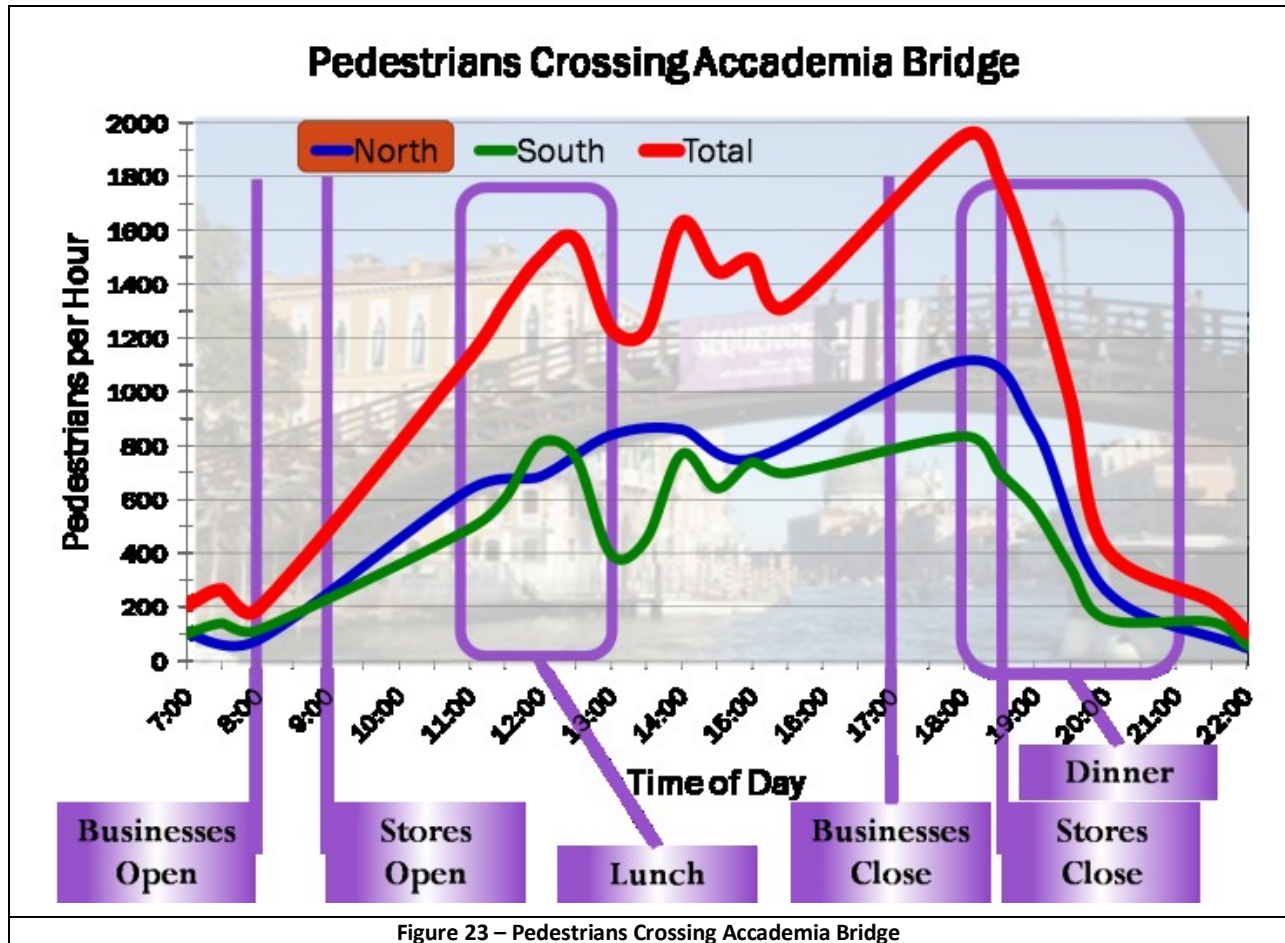 Pedestrians Crossing Accademia Bridge
North South Total
Pedestrians per Hour
2000
1800
1600
1400
1200
1000
800
600
400
200
0
7:00 8:00 9:00 10:00 11:00 12:00 13:00 14:00 15:00 16:00 17:00 18:00 19:00 20:00 21:00 22:00
Time of Day
SEQUENCE 1
Businesses
Open
Stores
Open
Lunch
Businesses
Close
Dinner
Stores
Close
Figure 23 – Pedestrians Crossing Accademia Bridge